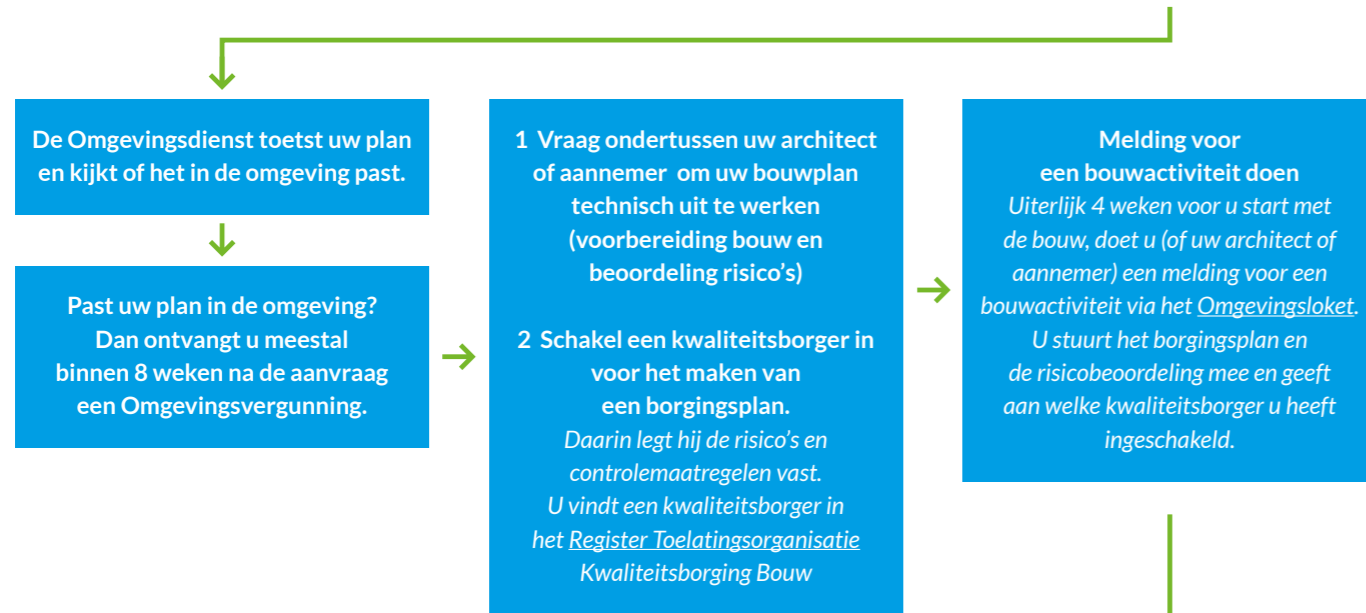 De Omgevingsdienst toetst uw plan
en kijkt of het in de omgeving past.
Past uw plan in de omgeving?
Dan ontvangt u meestal
binnen 8 weken na de aanvraag
een Omgevingsvergunning.
1 Vraag ondertussen uw architect
of aannemer om uw bouwplan
technisch uit te werken
(voorbereiding bouw en
beoordeling risico's)
2 Schakel een kwaliteitsborger in
voor het maken van
een borgingsplan.
Daarin legt hij de risico's en
controlemaatregelen vast.
U vindt een kwaliteitsborger in
het Register Toelatingsorganisatie
Kwaliteitsborging Bouw
Melding voor
een bouwactiviteit doen
Uiterlijk 4 weken voor u start met
de bouw, doet u (of uw architect of
aannemer) een melding voor een
bouwactiviteit via het Omgevingsloket.
U stuurt het borgingsplan en
de risicobeoordeling mee en geeft
aan welke kwaliteitsborger u heeft
ingeschakeld.